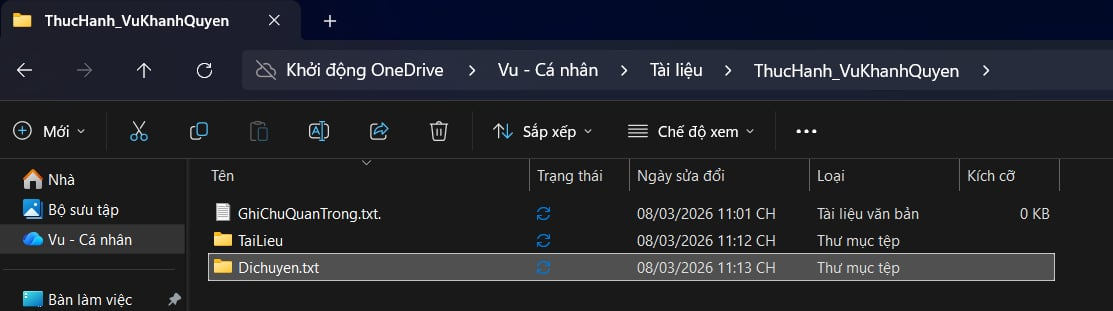 ThucHanh_VuKhanhQuyen
Khởi động OneDrive > Vu - Cá nhân > Tài liệu > ThucHanh_VuKhanhQuyen >
Mới Sắp xếp Chế độ xem
Nhà
Bộ sưu tập
Vu - Cá nhân
Bàn làm việc
Tên Trạng thái Ngày sửa đổi Loại Kích cỡ
GhiChuQuanTrong.txt. 08/03/2026 11:01 CH Tài liệu văn bản 0 KB
TaiLieu 08/03/2026 11:12 CH Thư mục tệp
Dichuyen.txt 08/03/2026 11:13 CH Thư mục tệp